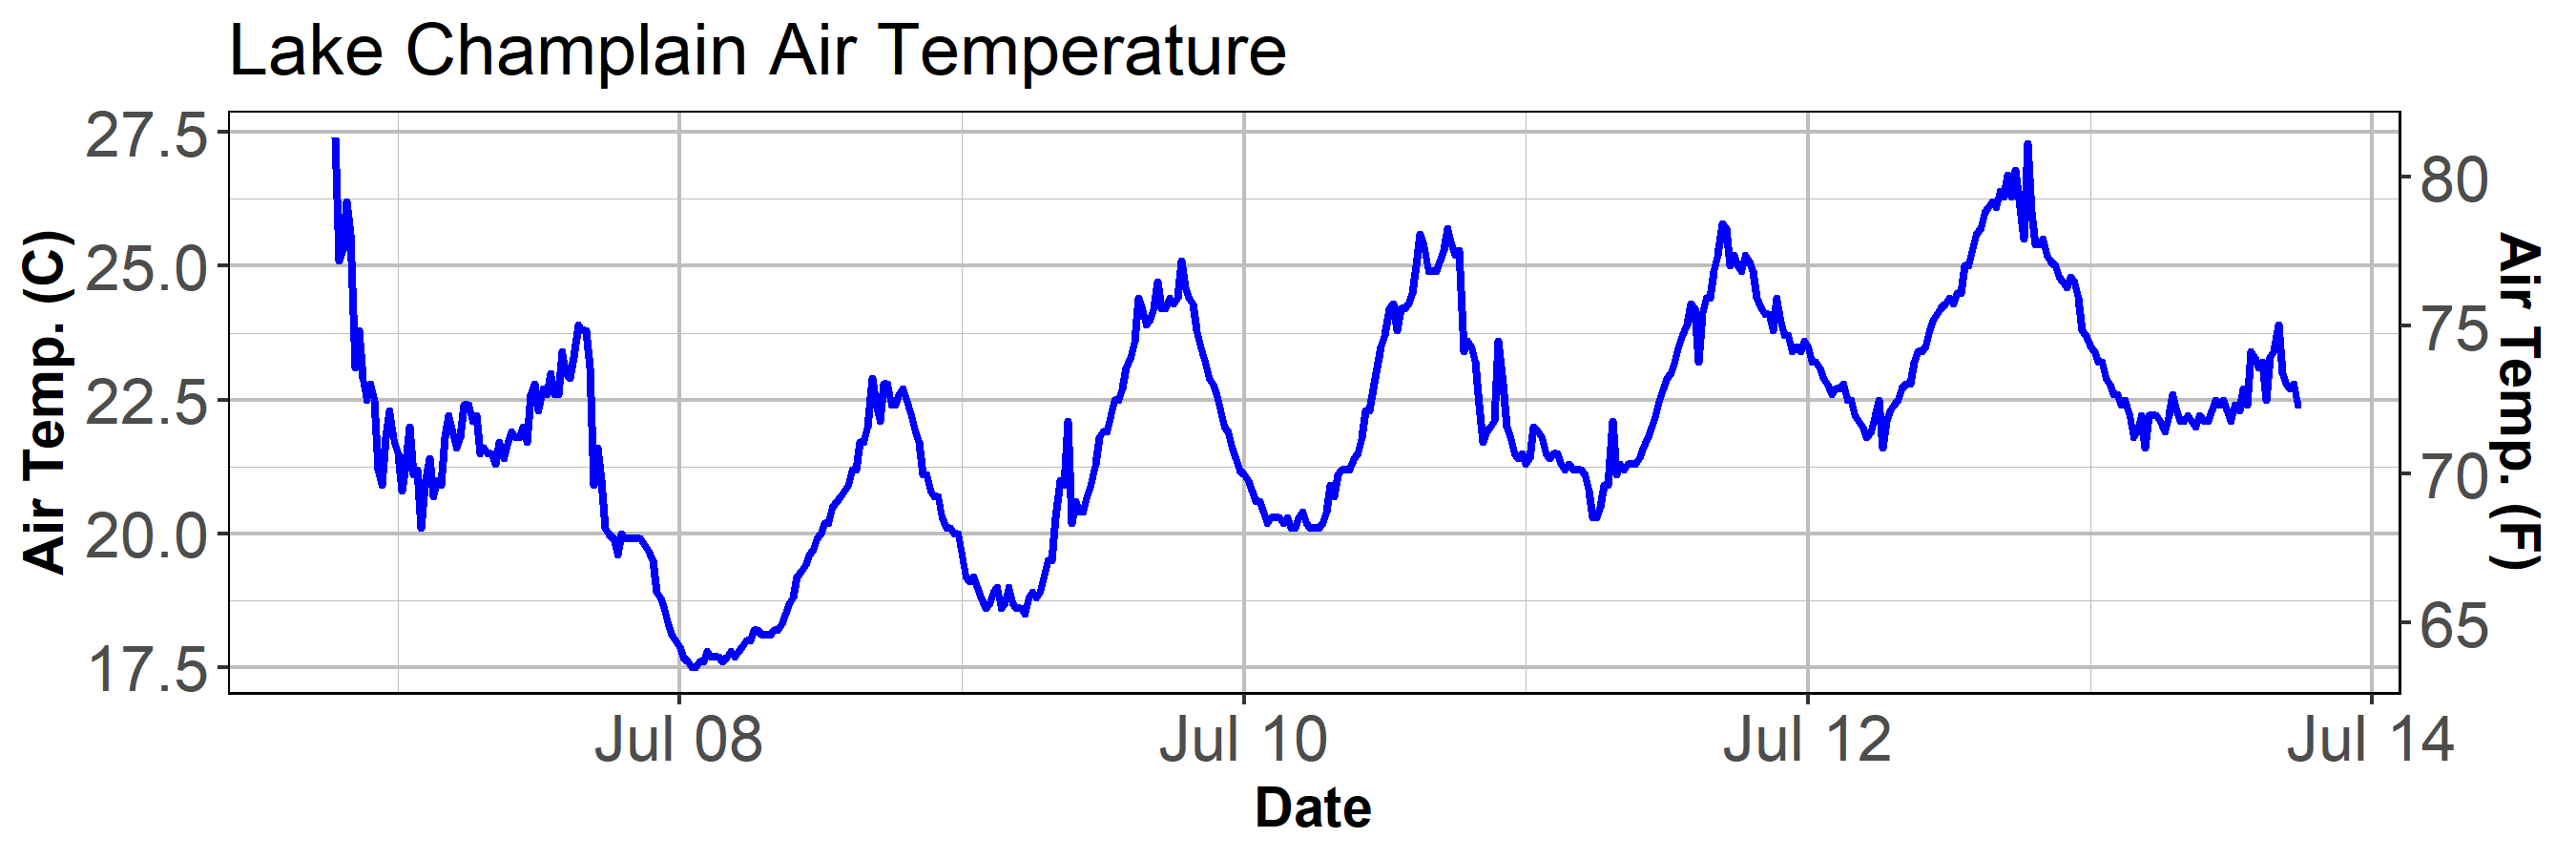 Lake Champlain Air Temperature
27.5
25.0
22.5
20.0
17.5
Air Temp. (C)
80
75
70
65
Air Temp. (F)
Jul 08
Jul 10
Jul 12
Jul 14
Date